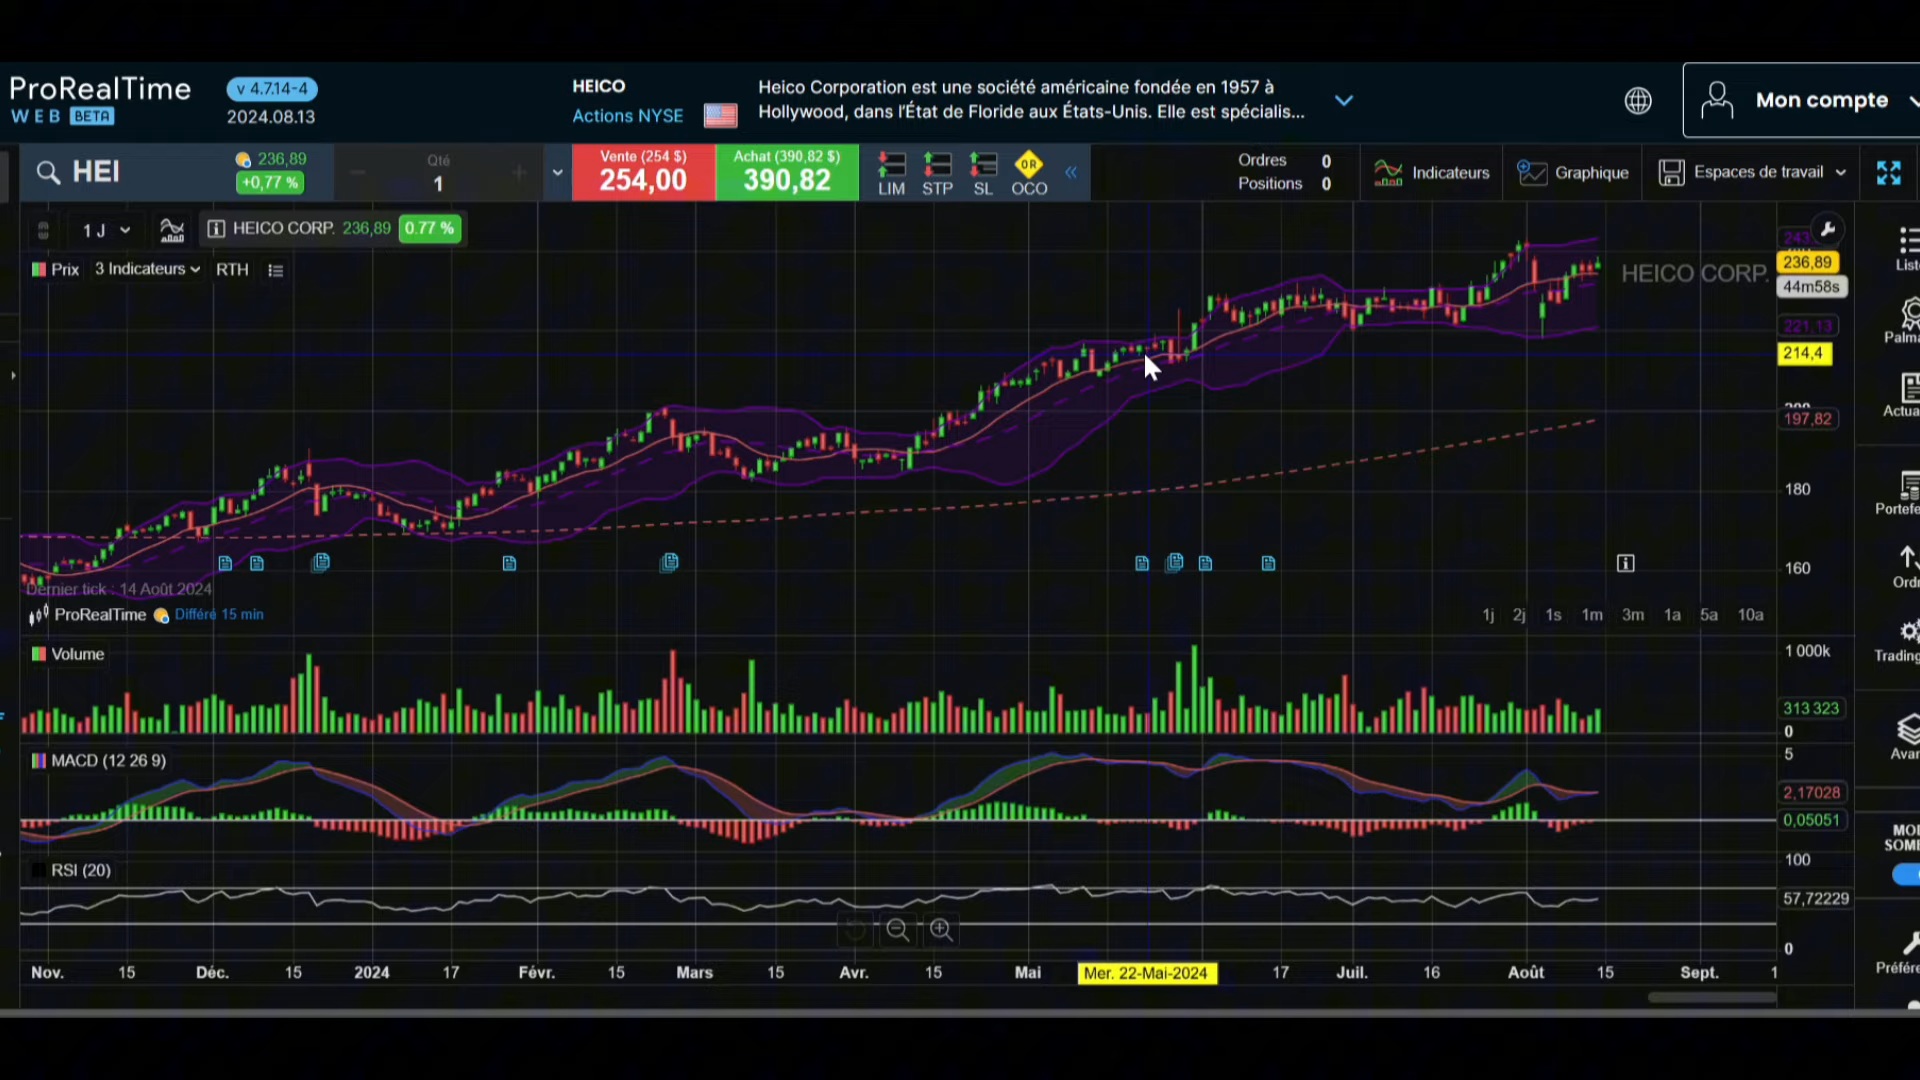 ProRealTime
WEB BETA
v 4.7.14-4
2024.08.13
HEICO
Actions NYSE
Heico Corporation est une société américaine fondée en 1957 à
Hollywood, dans l'État de Floride aux États-Unis. Elle est spécialis...
Mon compte
HEI
236,89
+0,77 %
Qté
1
Vente (254 $)
254,00
Achat (390,82 $)
390,82
LIM
STP
SL
OR
OCO
Ordres 0
Positions 0
Indicateurs
Graphique
Espaces de travail
1 J
HEICO CORP. 236,89 0.77 %
Prix
3 Indicateurs
RTH
HEICO CORP.
236,89
44m58s
221,13
214,4
197,82
180
160
Dernier tick : 14 Août 2024
ProRealTime
Différé 15 min
1j 2j 1s 1m 3m 1a 5a 10a
Volume
1 000k
313 323
0
MACD (12 26 9)
5
2,17028
0,05051
RSI (20)
100
57,72229
0
Nov. 15 Déc. 15 2024 17 Févr. 15 Mars 15 Avr. 15 Mai Mer. 22-Mai-2024 17 Juil. 16 Août 15 Sept. 1
List
Palma
Actua
Portefe
Ordr
Trading
Avan
MOD
SOMB
Préfére